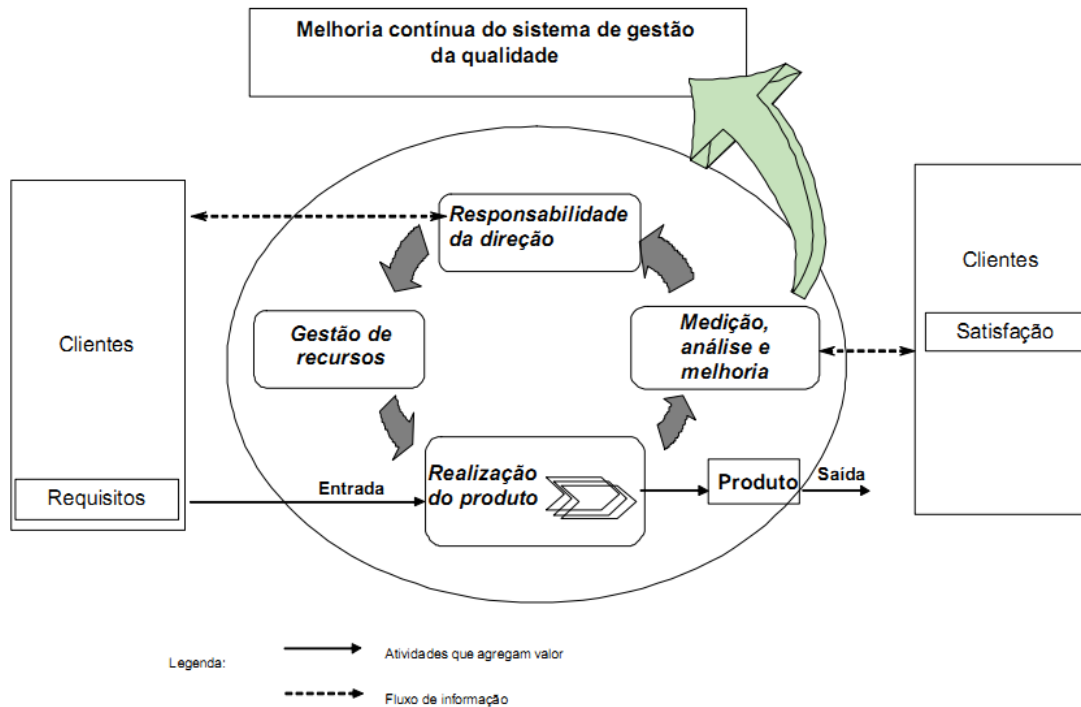 Melhoria contínua do sistema de gestão
da qualidade
Responsabilidade
da direção
Clientes
Gestão de
recursos
Medição,
análise e
melhoria
Clientes
Satisfação
Requisitos
Entrada
Realização
do produto
Produto
Saída
Legenda:
Atividades que agregam valor
Fluxo de informação